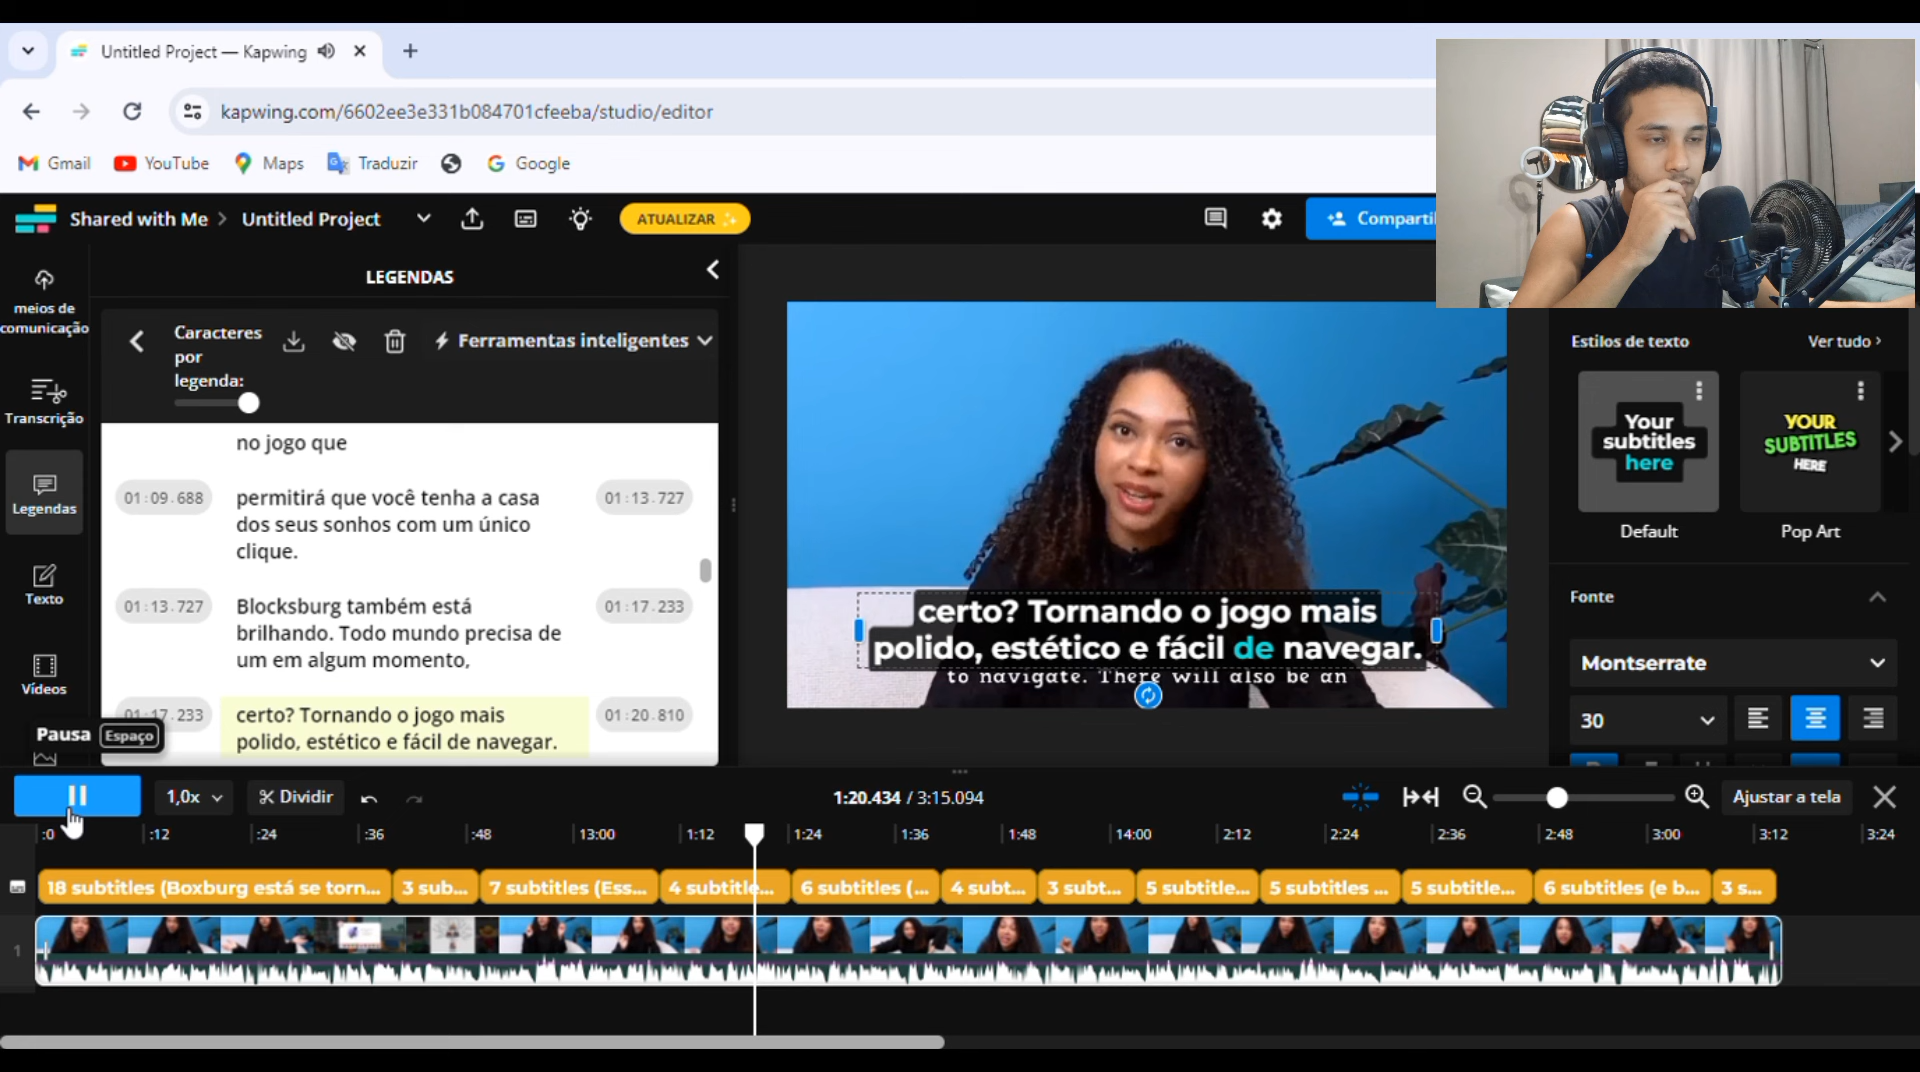 Untitled Project — Kapwing
kapwing.com/6602ee3e331b084701cfeeba/studio/editor
Gmail
YouTube
Maps
Traduzir
Google
Shared with Me > Untitled Project
ATUALIZAR
Comparti
meios de
comunicação
Transcrição
Legendas
Texto
Vídeos
LEGENDAS
Caracteres
por
legenda:
Ferramentas inteligentes
no jogo que
01:09.688
permitirá que você tenha a casa
dos seus sonhos com um único
clique.
01:13.727
01:13.727
Blocksburg também está
brilhando. Todo mundo precisa de
um em algum momento,
01:17.233
01:17.233
certo? Tornando o jogo mais
polido, estético e fácil de navegar.
01:20.810
Pausa Espaço
certo? Tornando o jogo mais
polido, estético e fácil de navegar.
to navigate. There will also be an
Estilos de texto
Ver tudo >
Your
subtitles
here
Default
YOUR
SUBTITLES
HERE
Pop Art
Fonte
Montserrate
30
1,0x
Dividir
1:20.434 / 3:15.094
Ajustar a tela
:0 :12 :24 :36 :48 13:00 1:12 1:24 1:36 1:48 14:00 2:12 2:24 2:36 2:48 3:00 3:12 3:24
18 subtitles (Boxburg está se torn...
3 sub...
7 subtitles (Ess...
4 subtitle...
6 subtitles (...
4 subt...
3 subt...
5 subtitle...
5 subtitles ...
5 subtitle...
6 subtitles (e b...
3 s...
1